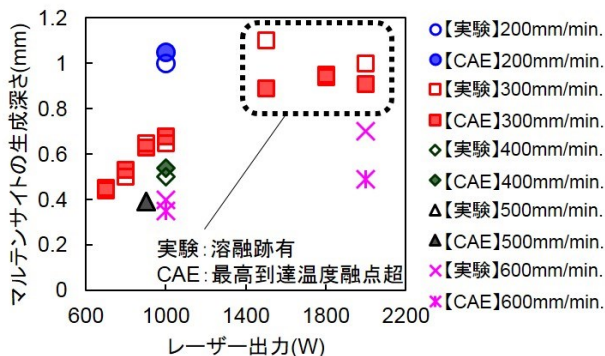 マルテンサイトの生成深さ(mm)
1.2
1
0.8
0.6
0.4
0.2
0
600
1000
1400
1800
2200
レーザー出力(W)
実験:溶融跡有
CAE:最高到達温度融点超
【実験】200mm/min.
【CAE】200mm/min.
【実験】300mm/min.
【CAE】300mm/min.
【実験】400mm/min.
【CAE】400mm/min.
【実験】500mm/min.
【CAE】500mm/min.
【実験】600mm/min.
【CAE】600mm/min.